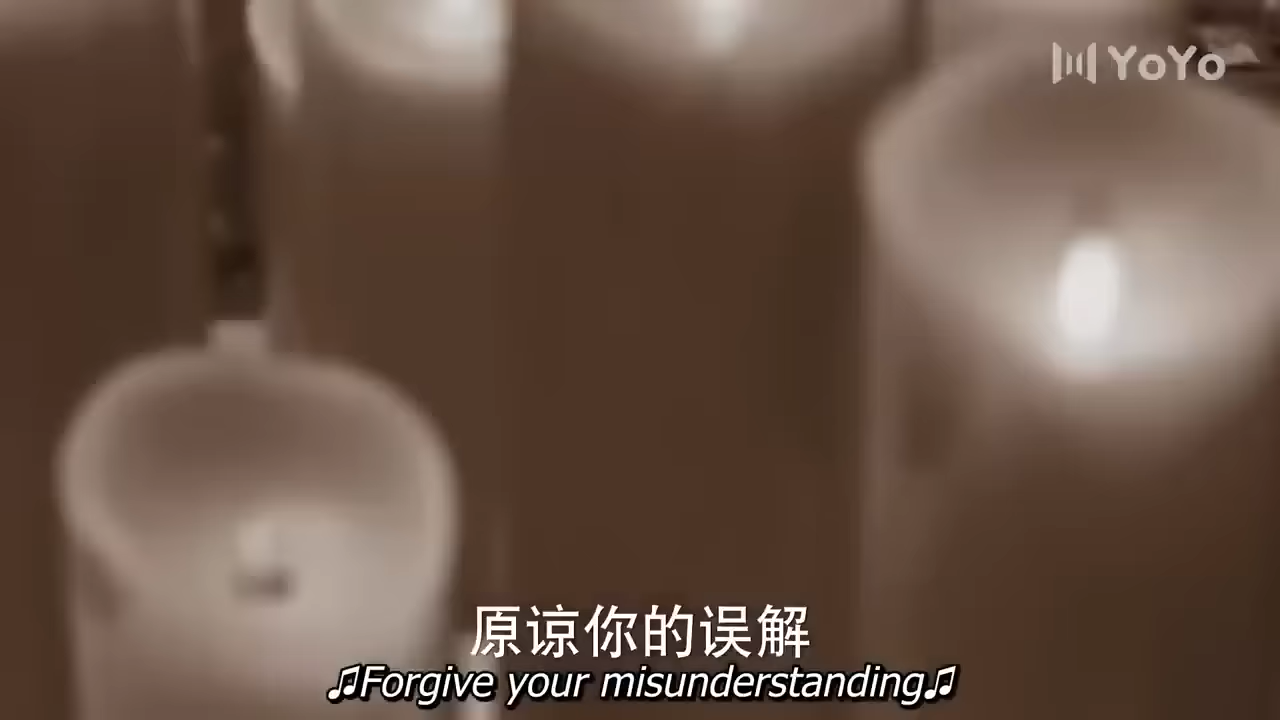 YoYo
原谅你的误解
♫Forgive your misunderstanding♫